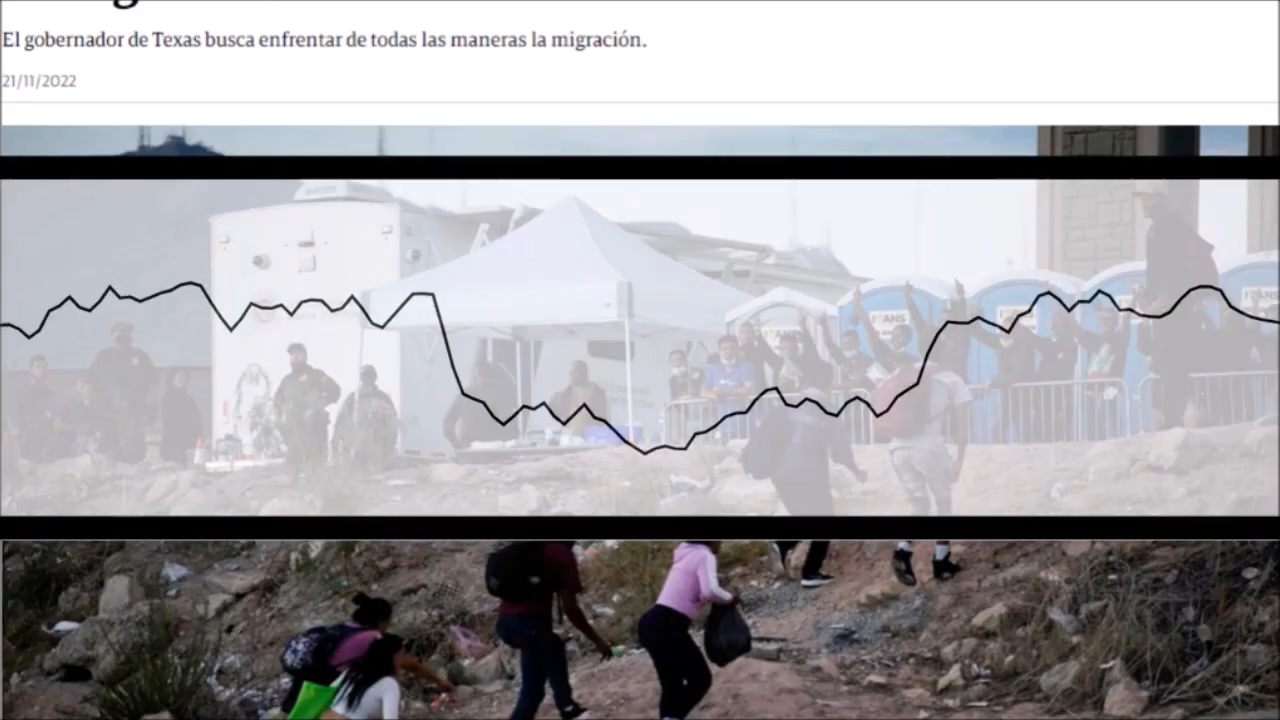 El gobernador de Texas busca enfrentar de todas las maneras la migración.
21/11/2022